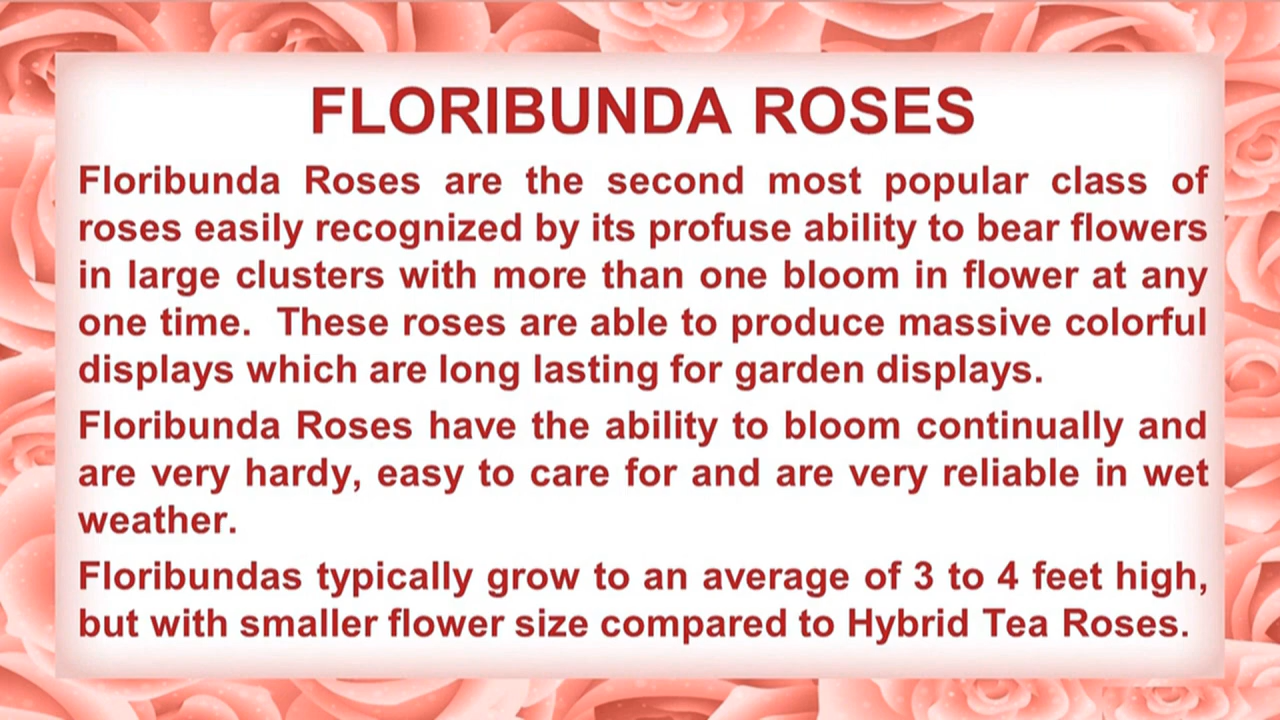 FLORIBUNDA ROSES
Floribunda Roses are the second most popular class of
roses easily recognized by its profuse ability to bear flowers
in large clusters with more than one bloom in flower at any
one time.  These roses are able to produce massive colorful
displays which are long lasting for garden displays.
Floribunda Roses have the ability to bloom continually and
are very hardy, easy to care for and are very reliable in wet
weather.
Floribundas typically grow to an average of 3 to 4 feet high,
but with smaller flower size compared to Hybrid Tea Roses.